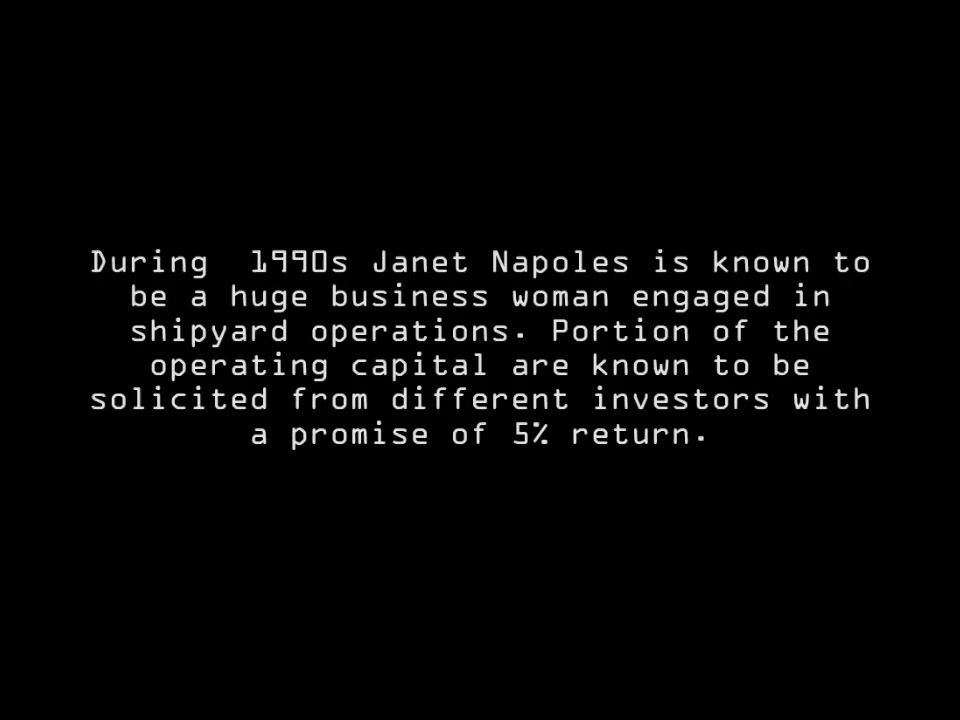 During  1990s Janet Napoles is known to
be a huge business woman engaged in
shipyard operations. Portion of the
operating capital are known to be
solicited from different investors with
a promise of 5% return.